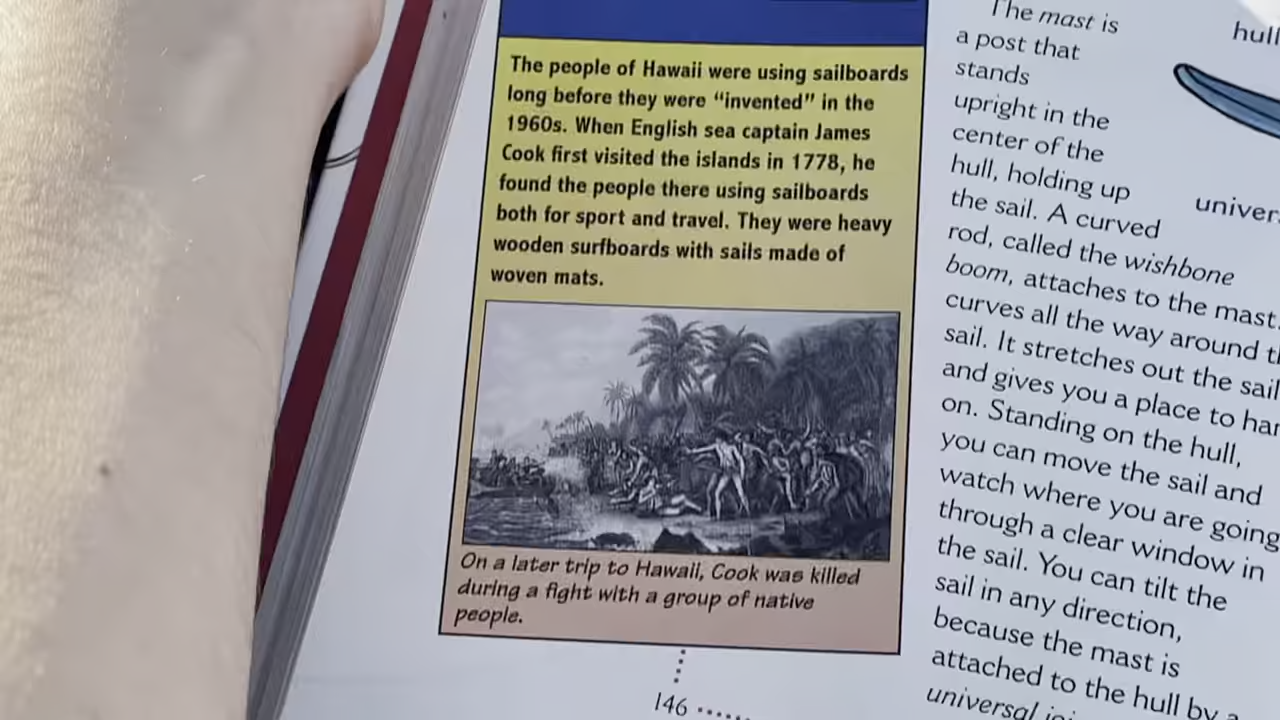 The people of Hawaii were using sailboards
long before they were “invented” in the
1960s. When English sea captain James
Cook first visited the islands in 1778, he
found the people there using sailboards
both for sport and travel. They were heavy
wooden surfboards with sails made of
woven mats.
On a later trip to Hawaii, Cook was killed
during a fight with a group of native
people.
146
The mast is
a post that
stands
upright in the
center of the
hull, holding up
the sail. A curved
rod, called the wishbone
boom, attaches to the mast.
curves all the way around
sail. It stretches out the sail
and gives you a place to
on. Standing on the hull,
you can move the sail and
watch where you are going
through a clear window in
the sail. You can tilt the
sail in any direction,
because the mast is
attached to the hull by a
universal
hull